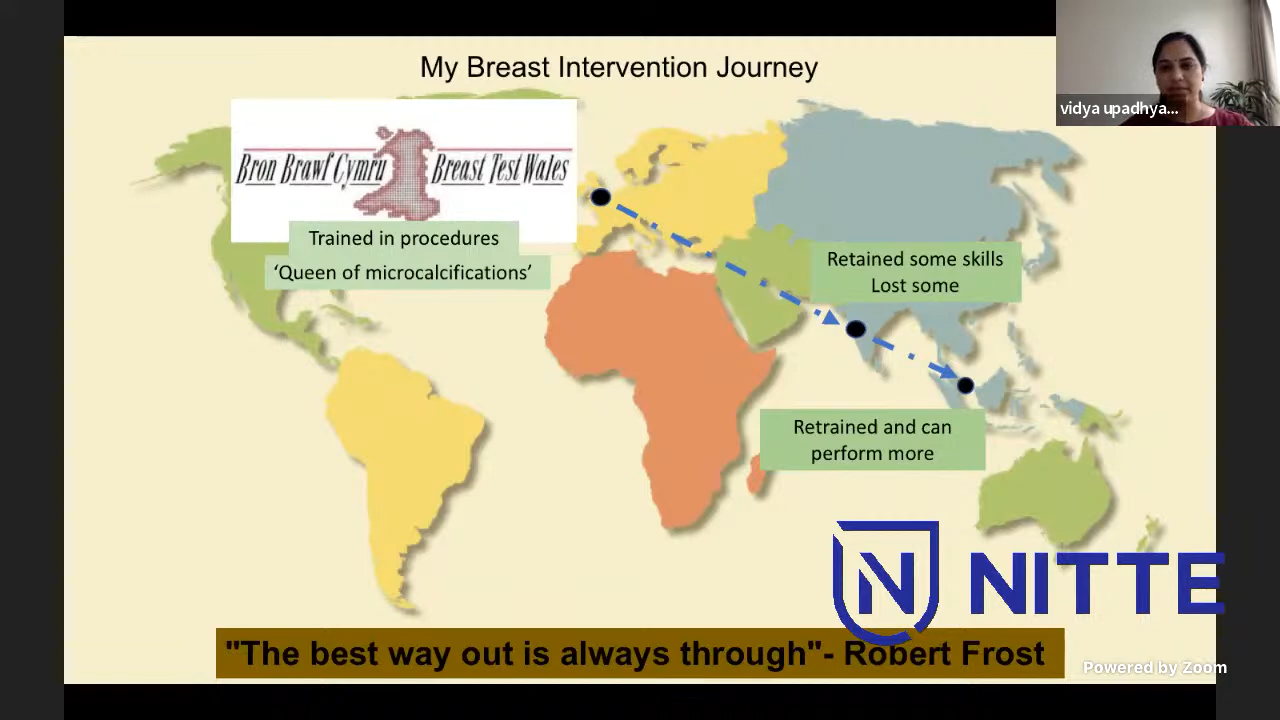 My Breast Intervention Journey
vidya upadhya...
Bron Brawf Cymru Breast Test Wales
Trained in procedures
'Queen of microcalcifications'
Retained some skills
Lost some
Retrained and can
perform more
N NITTE
"The best way out is always through"- Robert Frost
Powered by Zoom